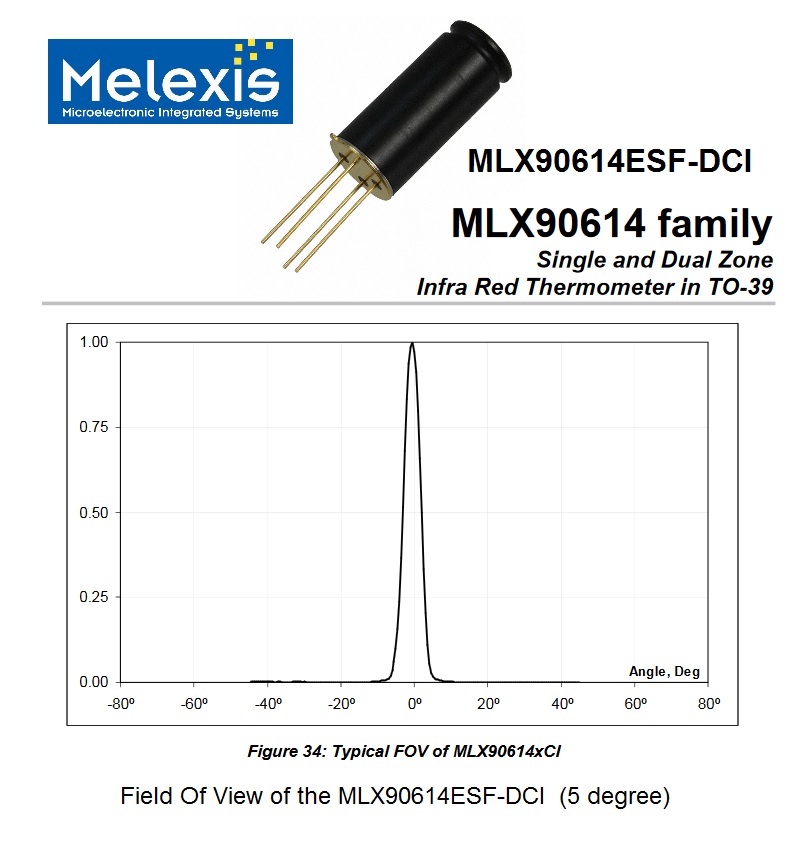 Melexis
Microelectronic Integrated Systems
MLX90614ESF-DCI
MLX90614 family
Single and Dual Zone
Infra Red Thermometer in TO-39
1.00
0.75
0.50
0.25
0.00
Angle, Deg
-80º -60º -40º -20º 0º 20º 40º 60º 80º
Figure 34: Typical FOV of MLX90614xCI
Field Of View of the MLX90614ESF-DCI (5 degree)